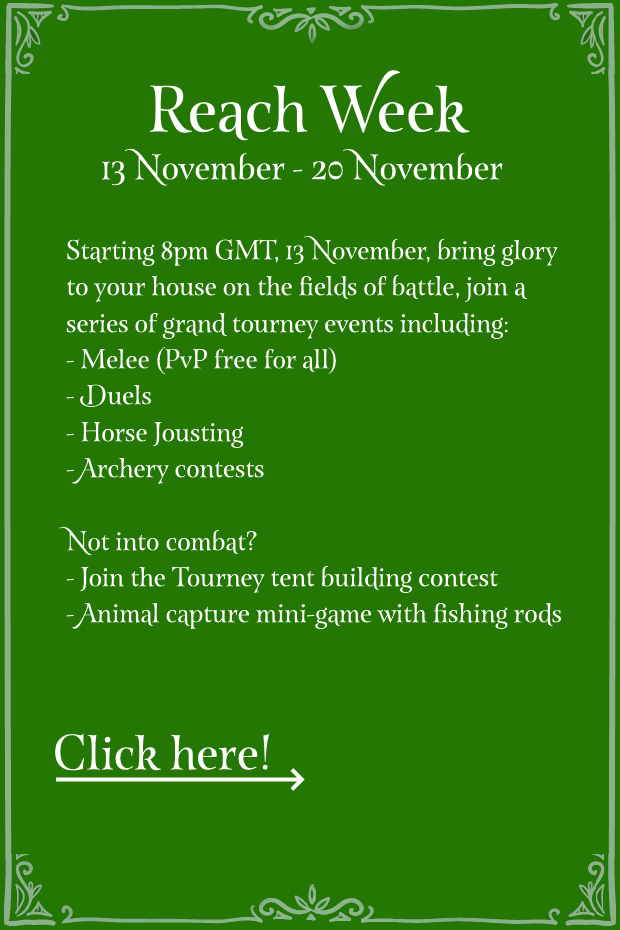 Reach Week
13 November - 20 November
Starting 8pm GMT, 13 November, bring glory
to your house on the fields of battle, join a
series of grand tourney events including:
- Melee (PvP free for all)
- Duels
- Horse Jousting
- Archery contests
Not into combat?
- Join the Tourney tent building contest
- Animal capture mini-game with fishing rods
Click here!